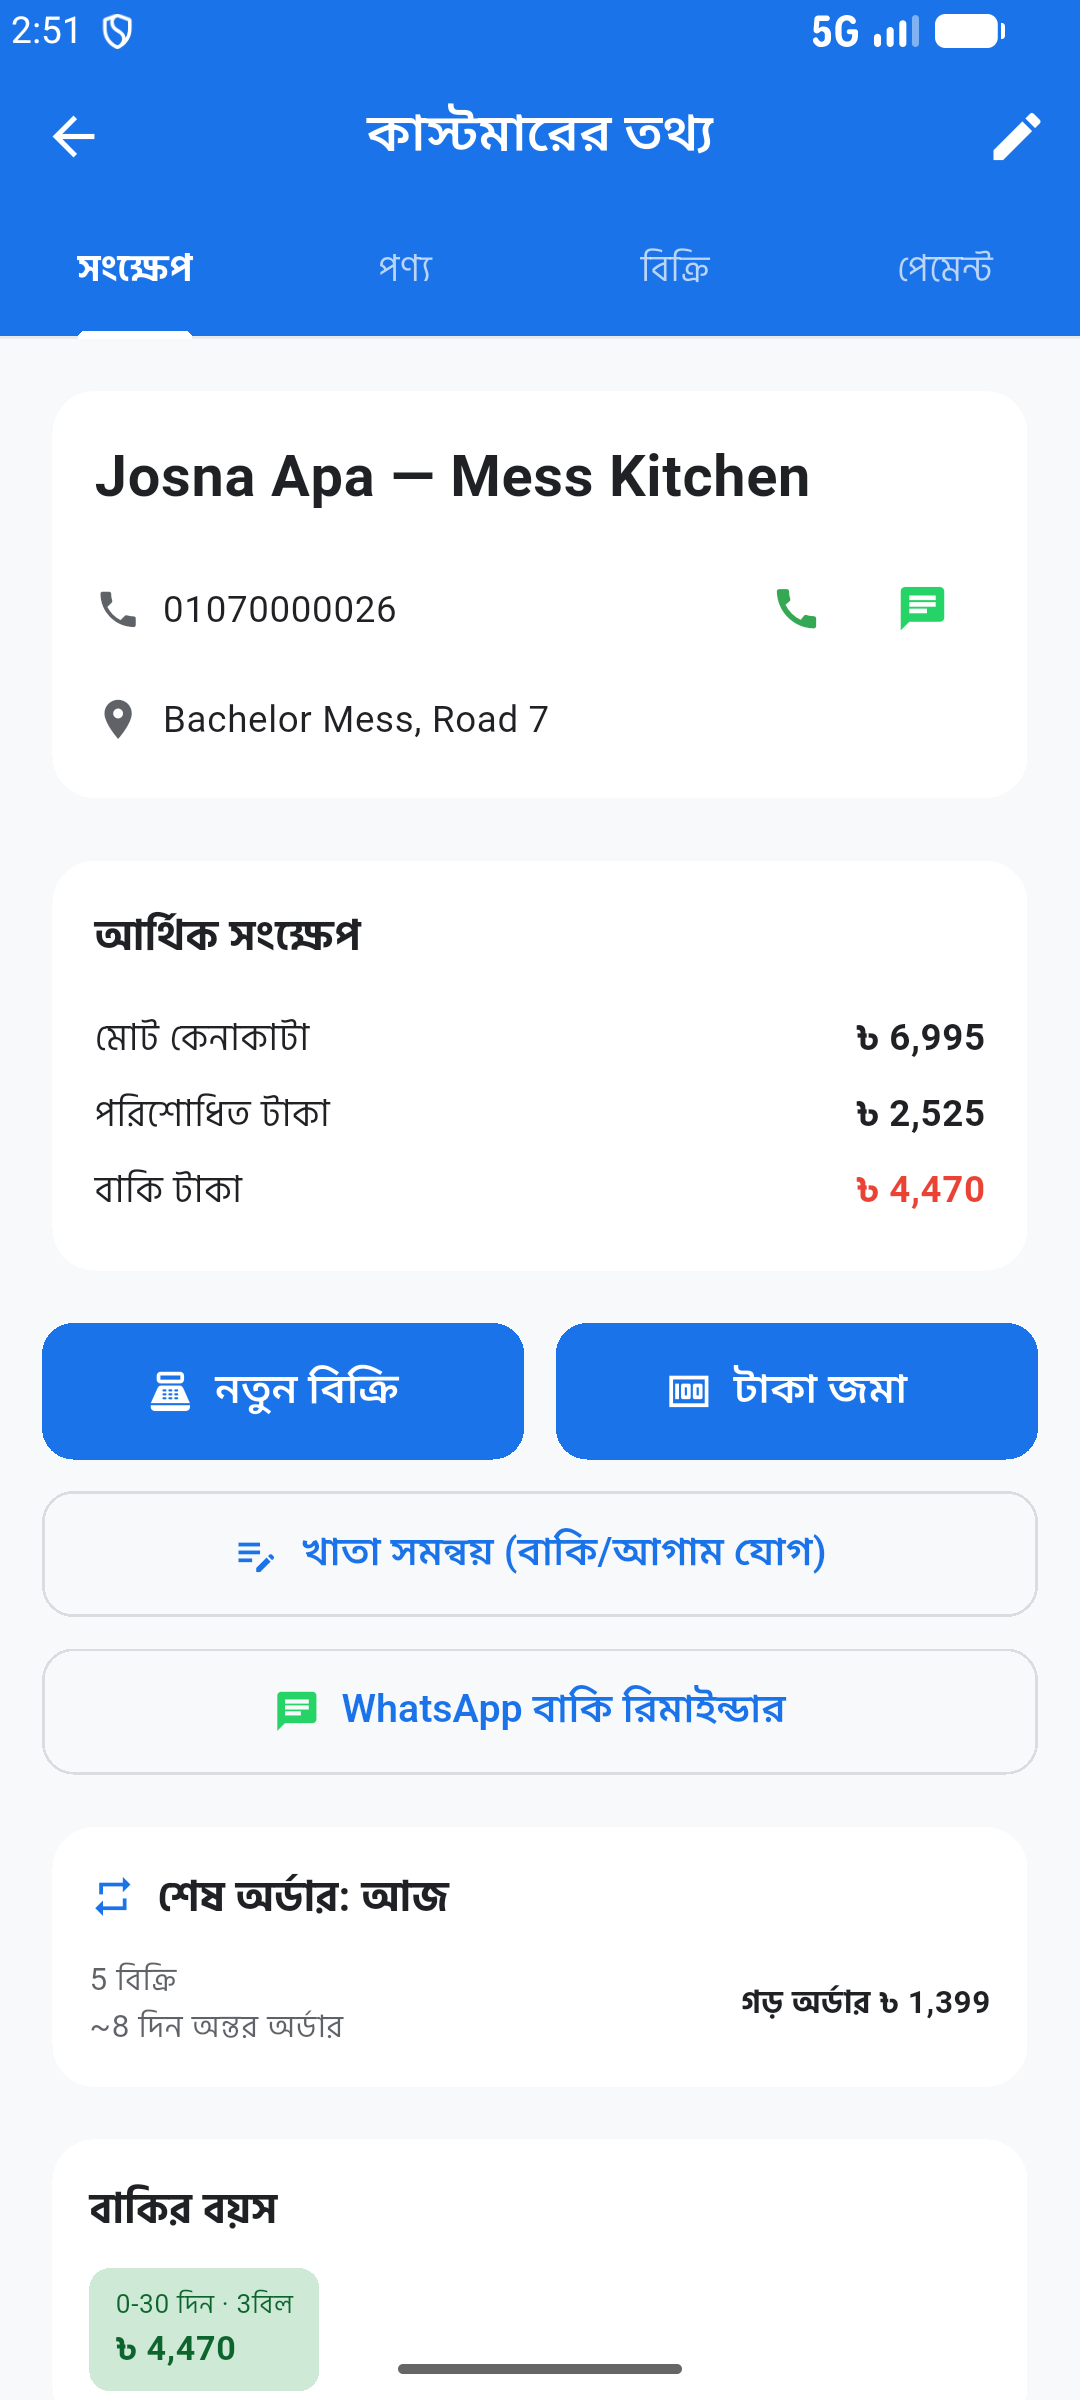 2:51
5G
কাস্টমারের তথ্য
সংক্ষেপ
পণ্য
বিক্রি
পেমেন্ট
Josna Apa — Mess Kitchen
01070000026
Bachelor Mess, Road 7
আর্থিক সংক্ষেপ
মোট কেনাকাটা ৳ 6,995
পরিশোধিত টাকা ৳ 2,525
বাকি টাকা ৳ 4,470
নতুন বিক্রি
টাকা জমা
খাতা সমন্বয় (বাকি/আগাম যোগ)
WhatsApp বাকি রিমাইন্ডার
শেষ অর্ডার: আজ
5 বিক্রি
~8 দিন অন্তর অর্ডার
গড় অর্ডার ৳ 1,399
বাকির বয়স
0-30 দিন · 3বিল
৳ 4,470